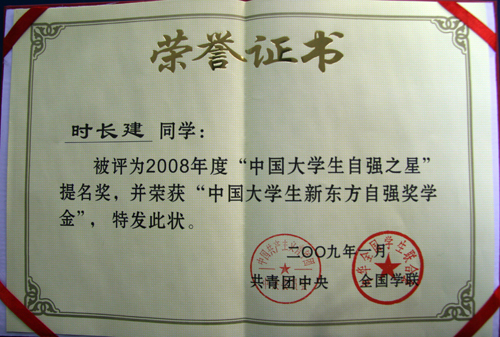 荣誉证书
时长建 同学：
被评为2008年度“中国大学生自强之星”
提名奖，并荣获“中国大学生新东方自强奖学
金”，特发此状。
二〇〇九年一月
共青团中央 全国学联